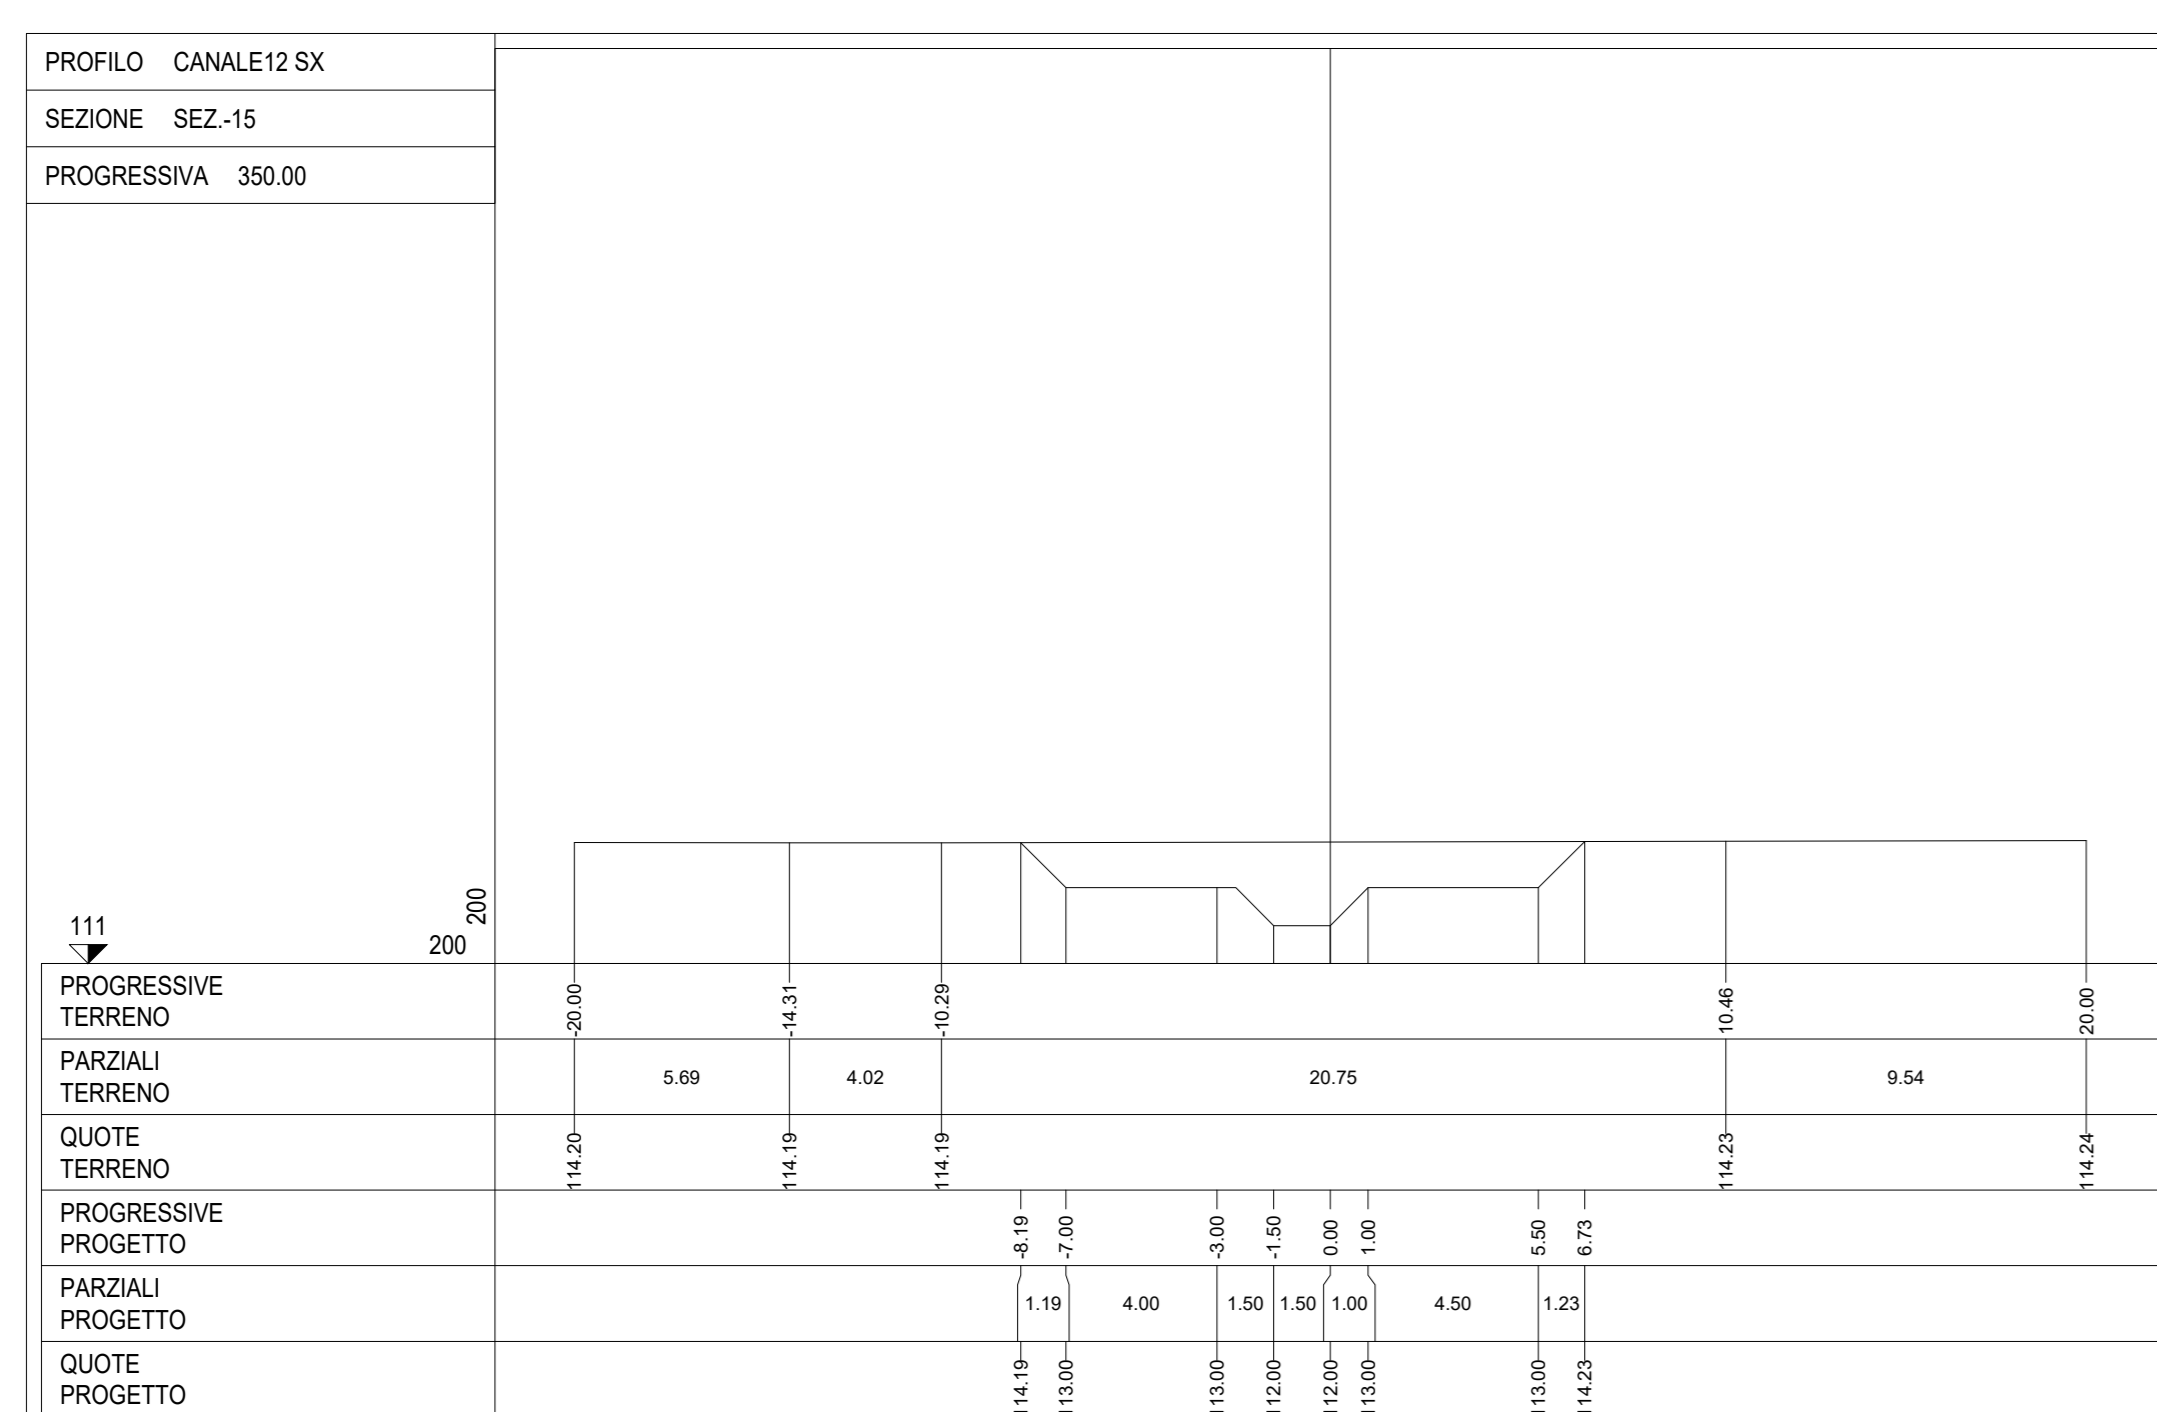 PROFILO CANALE12 SX
SEZIONE SEZ.-15
PROGRESSIVA 350.00
200
111
200
PROGRESSIVE
TERRENO
-20.00 -14.31 -10.29 10.46 20.00
PARZIALI
TERRENO
5.69 4.02 20.75 9.54
QUOTE
TERRENO
114.20 114.19 114.19 114.23 114.24
PROGRESSIVE
PROGETTO
-8.19 -7.00 -3.00 -1.50 0.00 1.00 5.50 6.73
PARZIALI
PROGETTO
1.19 4.00 1.50 1.50 1.00 4.50 1.23
QUOTE
PROGETTO
114.19 113.00 113.00 112.00 112.00 113.00 113.00 114.23